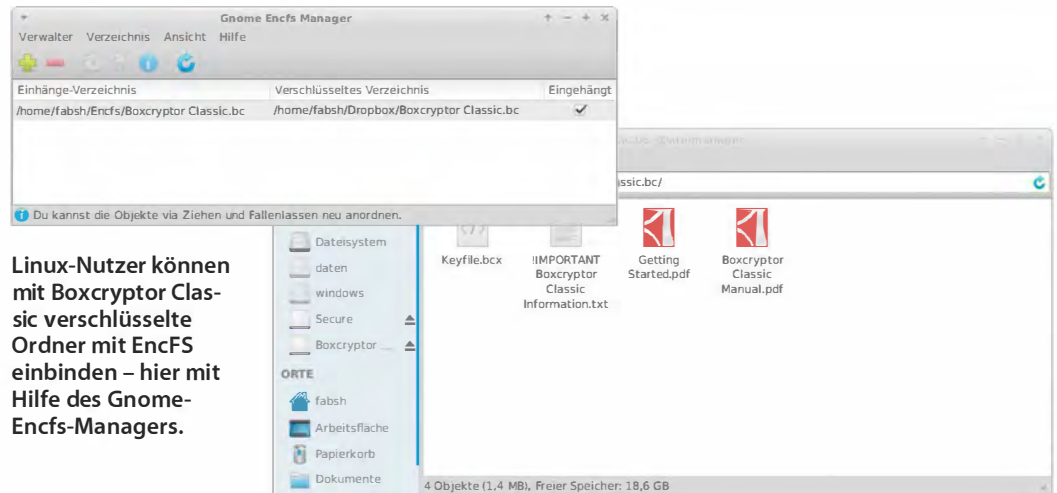 Gnome Encfs Manager
Verwalter Verzeichnis Ansicht Hilfe
Einhänge-Verzeichnis Verschlüsseltes Verzeichnis Eingehängt
/home/fabsh/Encfs/Boxcryptor Classic.bc /home/fabsh/Dropbox/Boxcryptor Classic.bc
Du kannst die Objekte via Ziehen und Fallenlassen neu anordnen.
assic.bc/
Dateisystem
daten
windows
Secure
Boxcryptor ...
ORTE
fabsh
Arbeitsfläche
Papierkorb
Dokumente
Keyfile.bcx
!IMPORTANT
Boxcryptor
Classic
Information.txt
Getting
Started.pdf
Boxcryptor
Classic
Manual.pdf
4 Objekte (1,4 MB), Freier Speicher: 18,6 GB
Linux-Nutzer können
mit Boxcryptor Clas-
sic verschlüsselte
Ordner mit EncFS
einbinden – hier mit
Hilfe des Gnome-
Encfs-Managers.